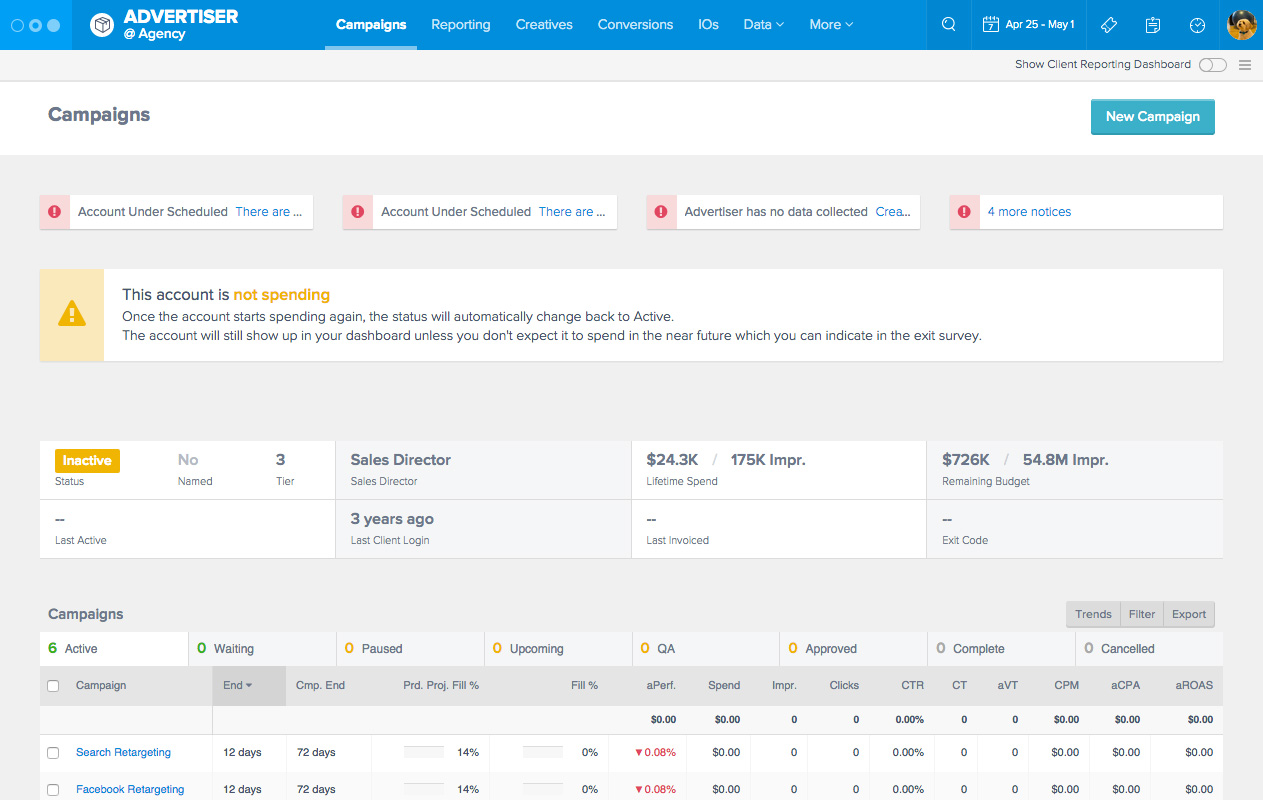 ADVERTISER
@ Agency
Campaigns Reporting Creatives Conversions IOs Data More
7 Apr 25 - May 1
Show Client Reporting Dashboard
Campaigns
New Campaign
Account Under Scheduled There are ...
Account Under Scheduled There are ...
Advertiser has no data collected Crea...
4 more notices
This account is not spending
Once the account starts spending again, the status will automatically change back to Active.
The account will still show up in your dashboard unless you don't expect it to spend in the near future which you can indicate in the exit survey.
Inactive No 3 Sales Director $24.3K / 175K Impr. $726K / 54.8M Impr.
Status Named Tier Sales Director Lifetime Spend Remaining Budget
-- 3 years ago -- --
Last Active Last Client Login Last Invoiced Exit Code
Campaigns
Trends Filter Export
6 Active 0 Waiting 0 Paused 0 Upcoming 0 QA 0 Approved 0 Complete 0 Cancelled
Campaign End Cmp. End Prd. Proj. Fill % Fill % aPerf. Spend Impr. Clicks CTR CT aVT CPM aCPA aROAS
$0.00 $0.00 0 0 0.00% 0 0 $0.00 $0.00 $0.00
Search Retargeting 12 days 72 days 14% 0% ▼0.08% $0.00 0 0 0.00% 0 0 $0.00 $0.00 $0.00
Facebook Retargeting 12 days 72 days 14% 0% ▼0.08% $0.00 0 0 0.00% 0 0 $0.00 $0.00 $0.00